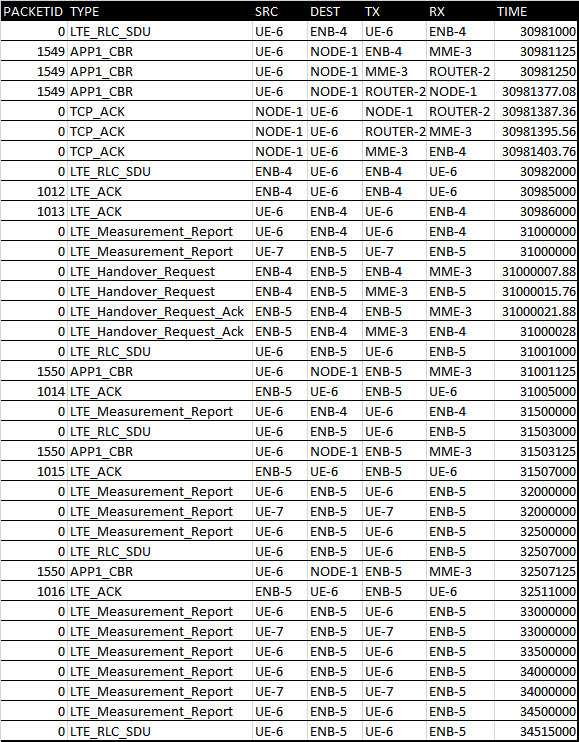 PACKETID TYPE SRC DEST TX RX TIME
0 LTE_RLC_SDU UE-6 ENB-4 UE-6 ENB-4 30981000
1549 APP1_CBR UE-6 NODE-1 ENB-4 MME-3 30981125
1549 APP1_CBR UE-6 NODE-1 MME-3 ROUTER-2 30981250
1549 APP1_CBR UE-6 NODE-1 ROUTER-2 NODE-1 30981377.08
0 TCP_ACK NODE-1 UE-6 NODE-1 ROUTER-2 30981387.36
0 TCP_ACK NODE-1 UE-6 ROUTER-2 MME-3 30981395.56
0 TCP_ACK NODE-1 UE-6 MME-3 ENB-4 30981403.76
0 LTE_RLC_SDU ENB-4 UE-6 ENB-4 UE-6 30982000
1012 LTE_ACK ENB-4 UE-6 ENB-4 UE-6 30985000
1013 LTE_ACK UE-6 ENB-4 UE-6 ENB-4 30986000
0 LTE_Measurement_Report UE-6 ENB-4 UE-6 ENB-4 31000000
0 LTE_Measurement_Report UE-7 ENB-5 UE-7 ENB-5 31000000
0 LTE_Handover_Request ENB-4 ENB-5 ENB-4 MME-3 31000007.88
0 LTE_Handover_Request ENB-4 ENB-5 MME-3 ENB-5 31000015.76
0 LTE_Handover_Request_Ack ENB-5 ENB-4 ENB-5 MME-3 31000021.88
0 LTE_Handover_Request_Ack ENB-5 ENB-4 MME-3 ENB-4 31000028
0 LTE_RLC_SDU UE-6 ENB-5 UE-6 ENB-5 31001000
1550 APP1_CBR UE-6 NODE-1 ENB-5 MME-3 31001125
1014 LTE_ACK ENB-5 UE-6 ENB-5 UE-6 31005000
0 LTE_Measurement_Report UE-6 ENB-4 UE-6 ENB-4 31500000
0 LTE_RLC_SDU UE-6 ENB-5 UE-6 ENB-5 31503000
1550 APP1_CBR UE-6 NODE-1 ENB-5 MME-3 31503125
1015 LTE_ACK ENB-5 UE-6 ENB-5 UE-6 31507000
0 LTE_Measurement_Report UE-6 ENB-5 UE-6 ENB-5 32000000
0 LTE_Measurement_Report UE-7 ENB-5 UE-7 ENB-5 32000000
0 LTE_Measurement_Report UE-6 ENB-5 UE-6 ENB-5 32500000
0 LTE_RLC_SDU UE-6 ENB-5 UE-6 ENB-5 32507000
1550 APP1_CBR UE-6 NODE-1 ENB-5 MME-3 32507125
1016 LTE_ACK ENB-5 UE-6 ENB-5 UE-6 32511000
0 LTE_Measurement_Report UE-6 ENB-5 UE-6 ENB-5 33000000
0 LTE_Measurement_Report UE-7 ENB-5 UE-7 ENB-5 33000000
0 LTE_Measurement_Report UE-6 ENB-5 UE-6 ENB-5 33500000
0 LTE_Measurement_Report UE-6 ENB-5 UE-6 ENB-5 34000000
0 LTE_Measurement_Report UE-7 ENB-5 UE-7 ENB-5 34000000
0 LTE_Measurement_Report UE-6 ENB-5 UE-6 ENB-5 34500000
0 LTE_RLC_SDU UE-6 ENB-5 UE-6 ENB-5 34515000